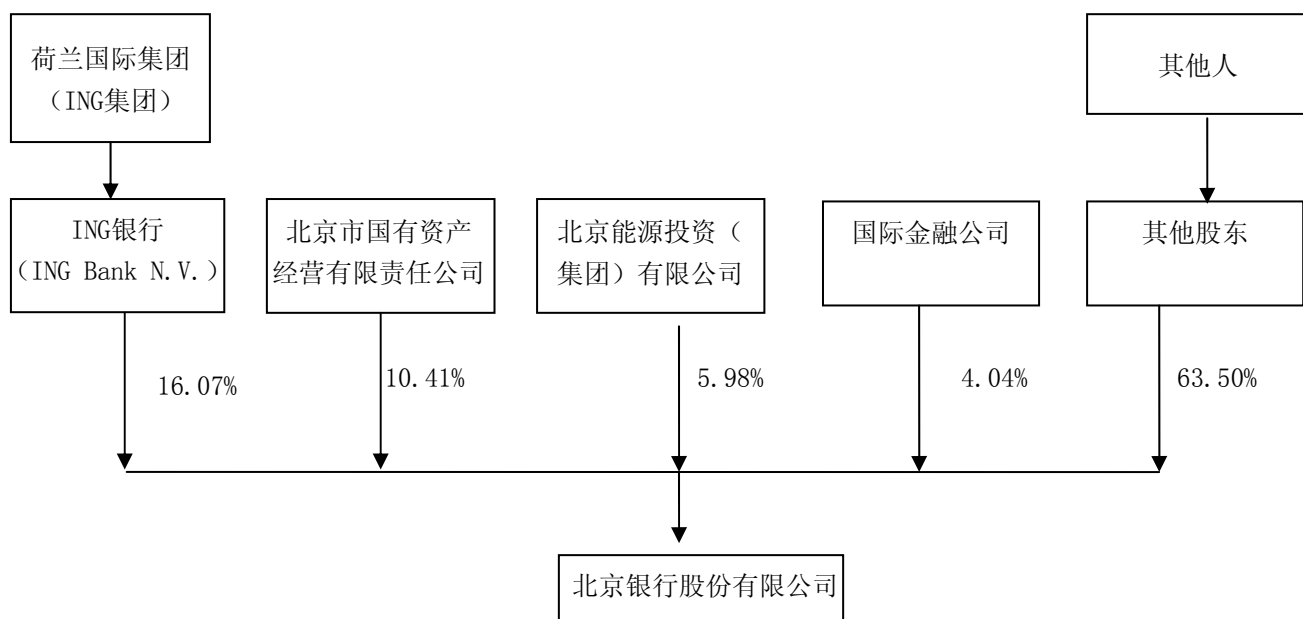 荷兰国际集团
（ING集团）
其他人
ING银行
（ING Bank N.V.）
北京市国有资产
经营有限责任公司
北京能源投资（
集团）有限公司
国际金融公司
其他股东
16.07%
10.41%
5.98%
4.04%
63.50%
北京银行股份有限公司